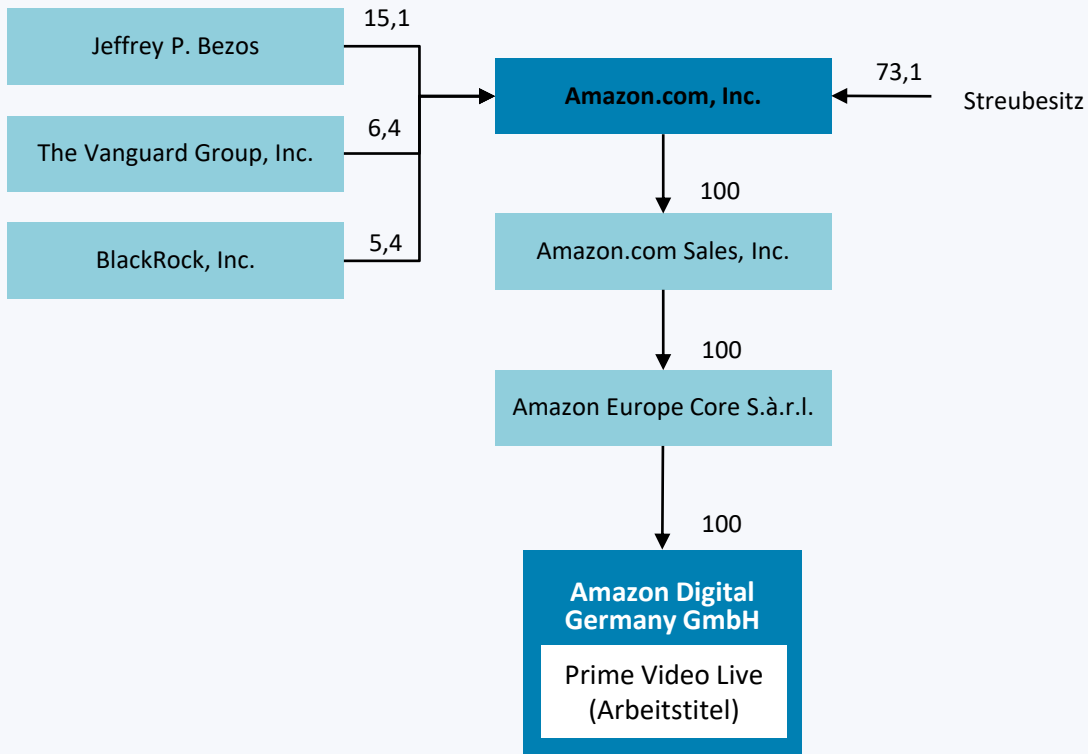 15,1
Jeffrey P. Bezos
73,1
Amazon.com, Inc.
Streubesitz
6,4
The Vanguard Group, Inc.
100
5,4
BlackRock, Inc.
Amazon.com Sales, Inc.
100
Amazon Europe Core S.à.r.l.
100
Amazon Digital
Germany GmbH
Prime Video Live
(Arbeitstitel)